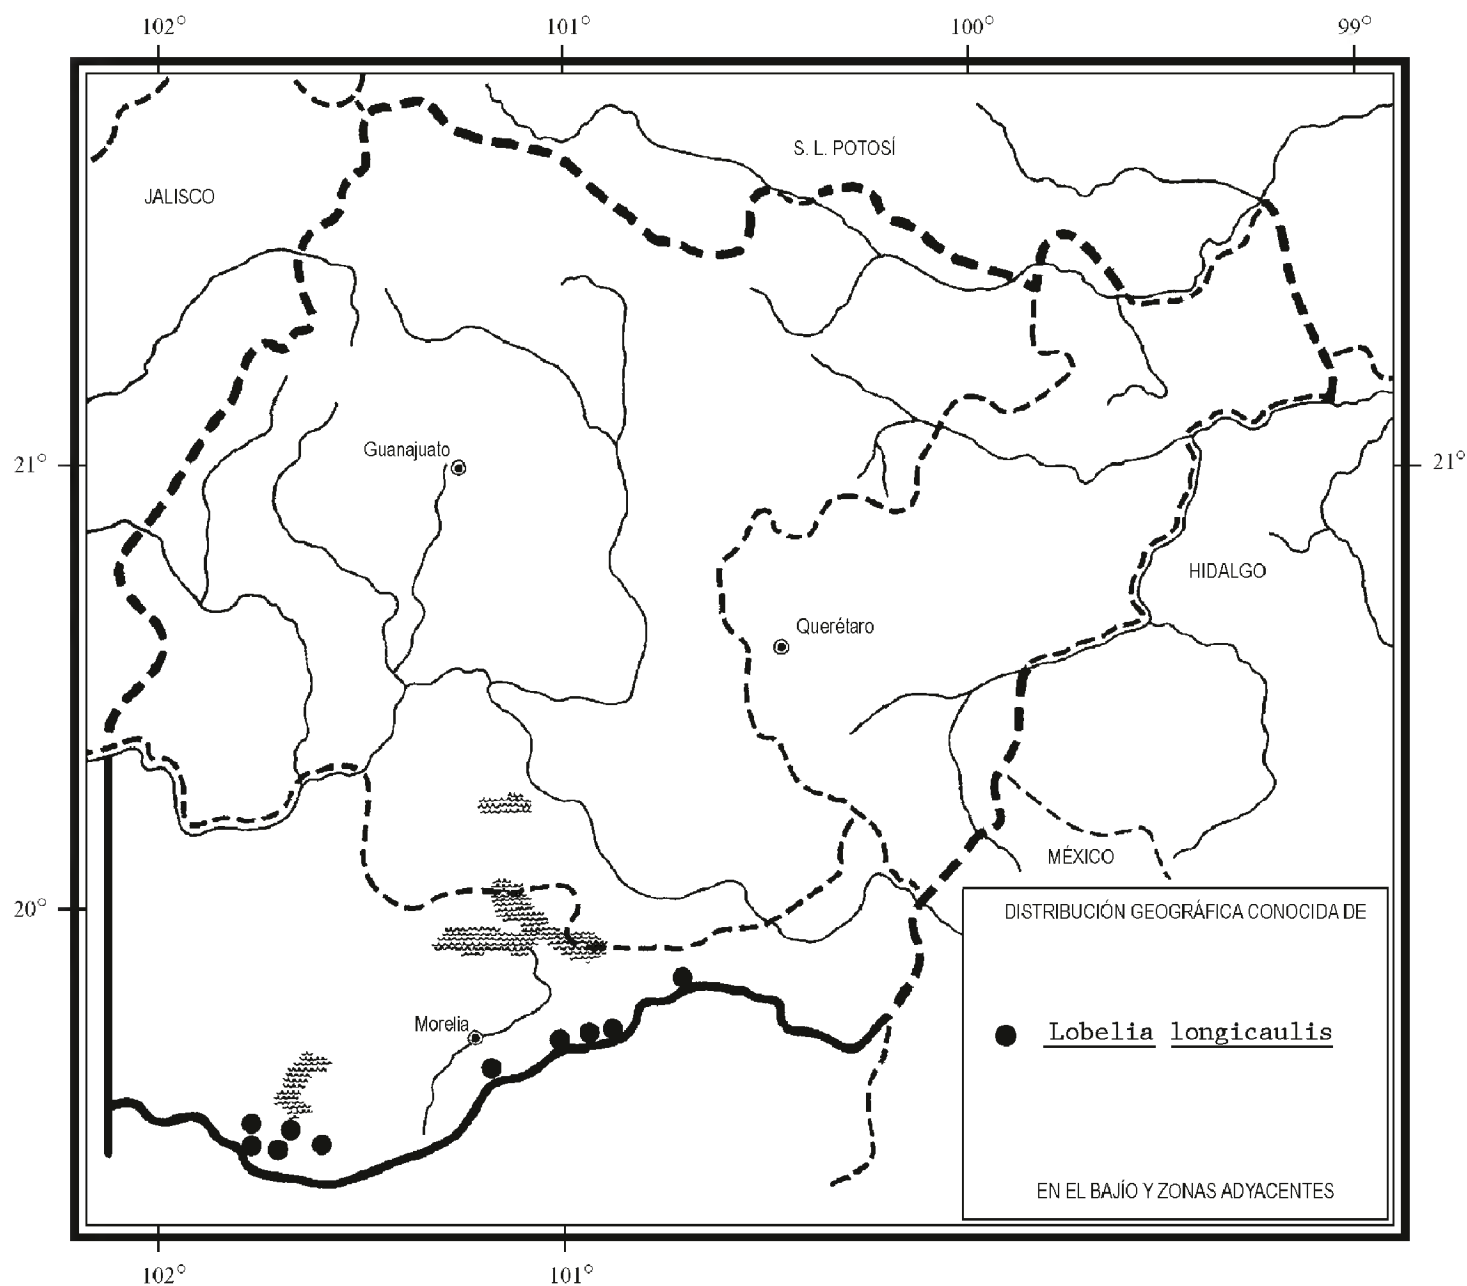 102° 101° 100° 99°
S. L. POTOSÍ
JALISCO
Guanajuato
21° 21°
HIDALGO
Querétaro
MÉXICO
20°
DISTRIBUCIÓN GEOGRÁFICA CONOCIDA DE
Morelia
Lobelia longicaulis
EN EL BAJÍO Y ZONAS ADYACENTES
102° 101°